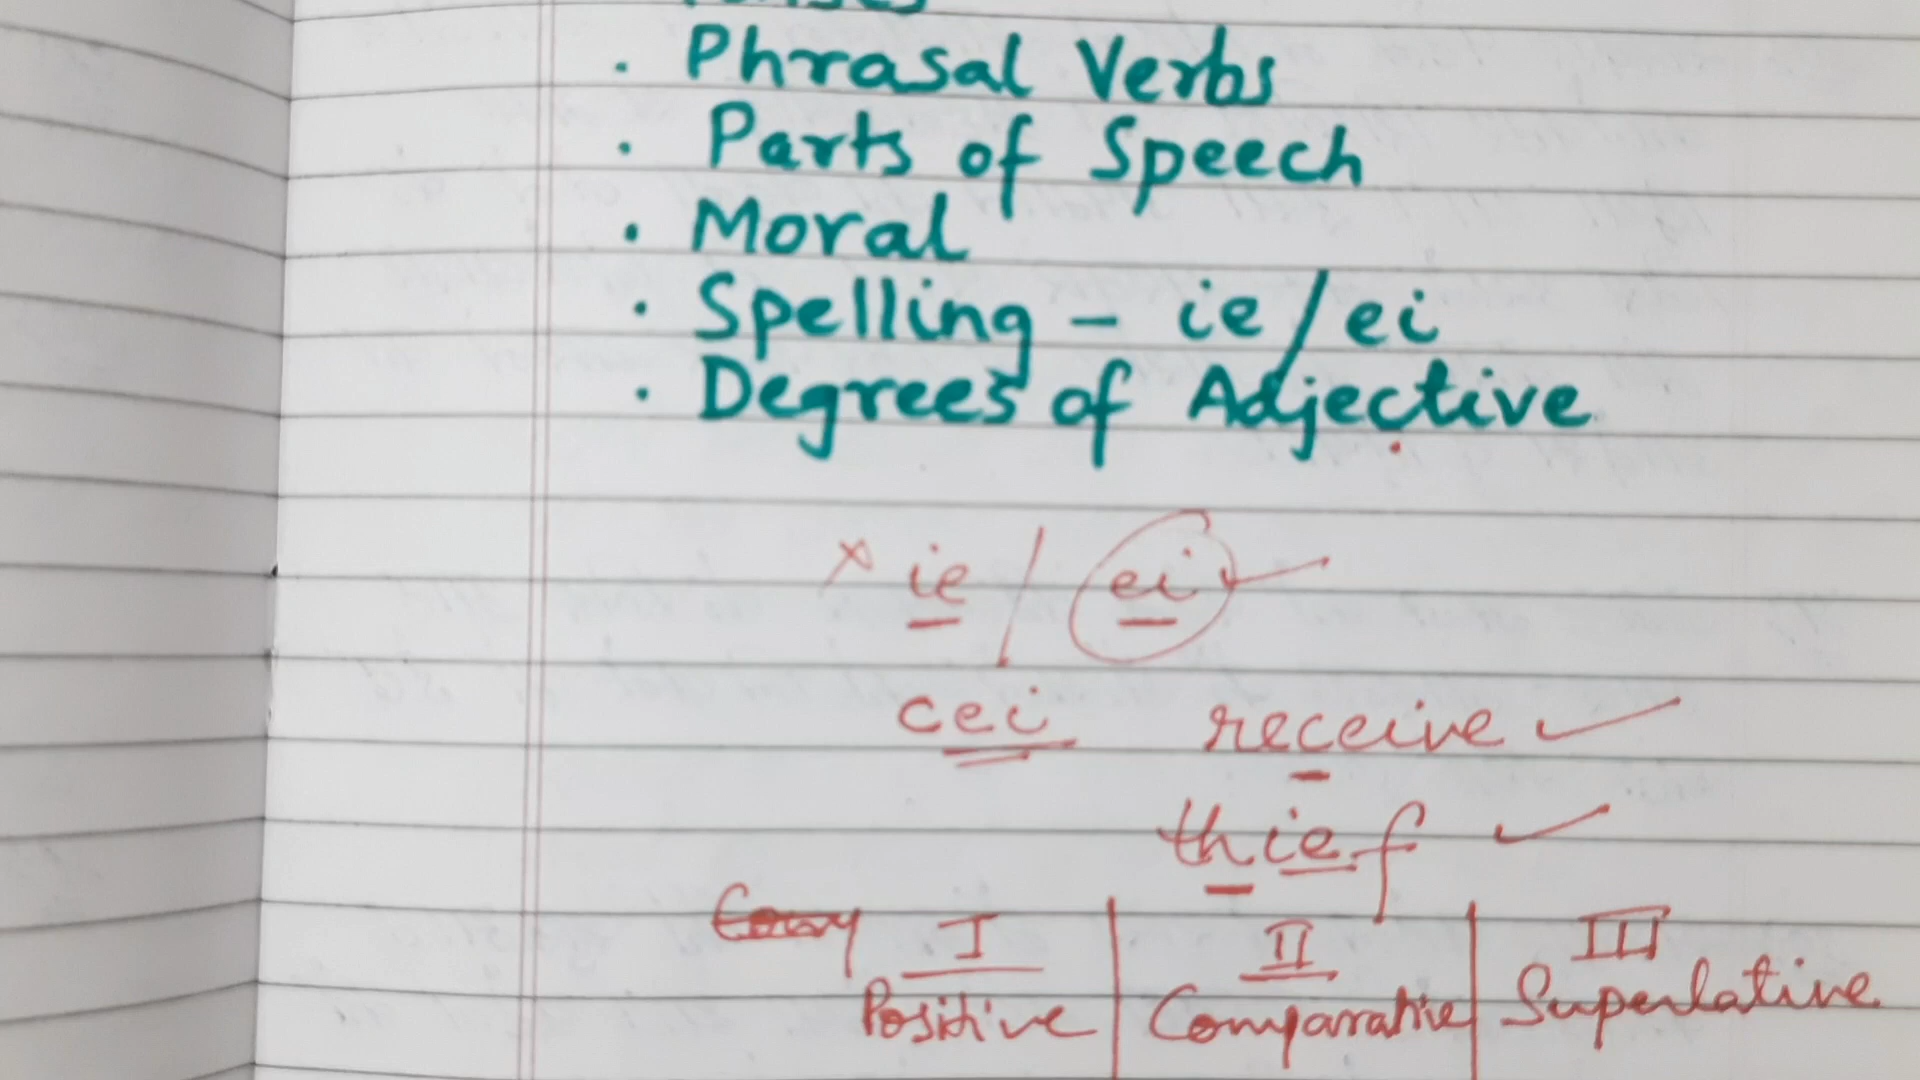 . Phrasal Verbs
. Parts of Speech
. Moral
. Spelling - ie/ei
. Degrees of Adjective
× ie / ei ✓
cei receive ✓
thief ✓
I II III
Positive Comparative Superlative